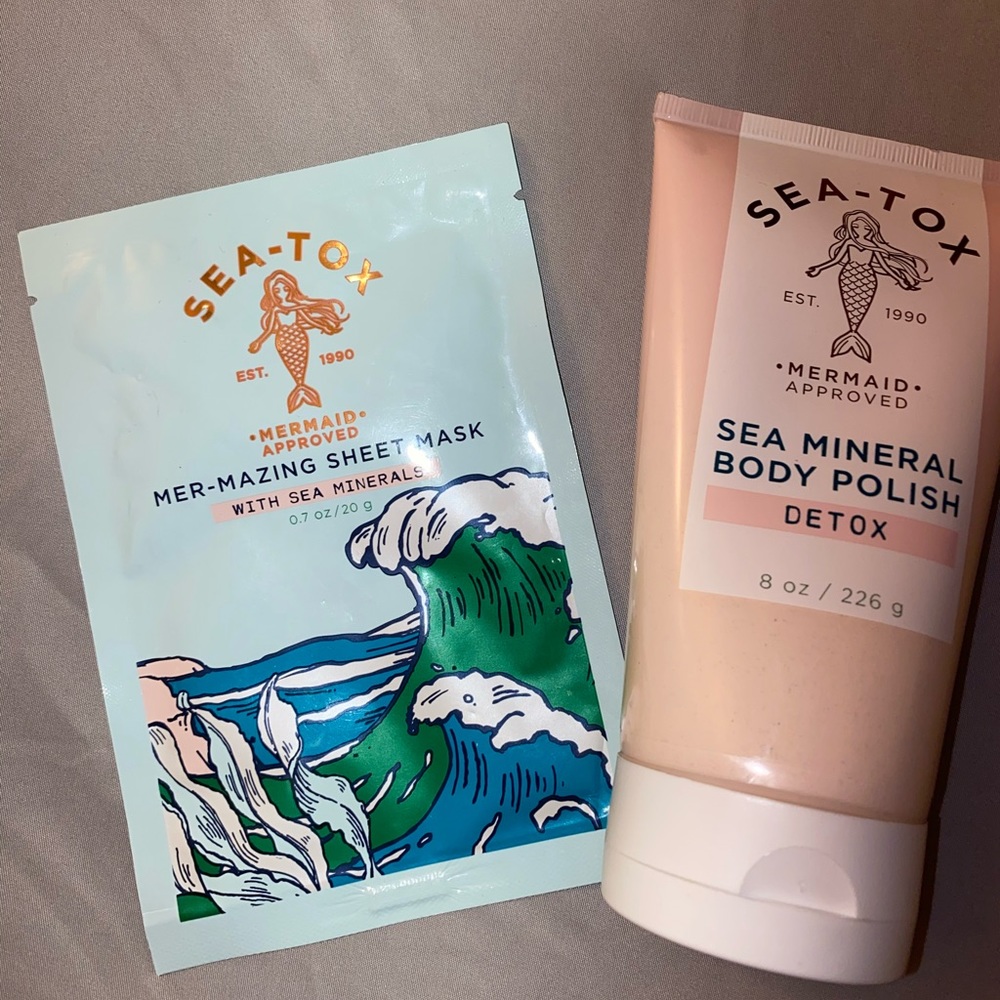 SEA-TOX
EST. 1990
•MERMAID•
APPROVED
MER-MAZING SHEET MASK
WITH SEA MINERALS
0.7 oz/20 g
SEA-TOX
EST. 1990
•MERMAID•
APPROVED
SEA MINERAL
BODY POLISH
DETOX
8 oz / 226 g